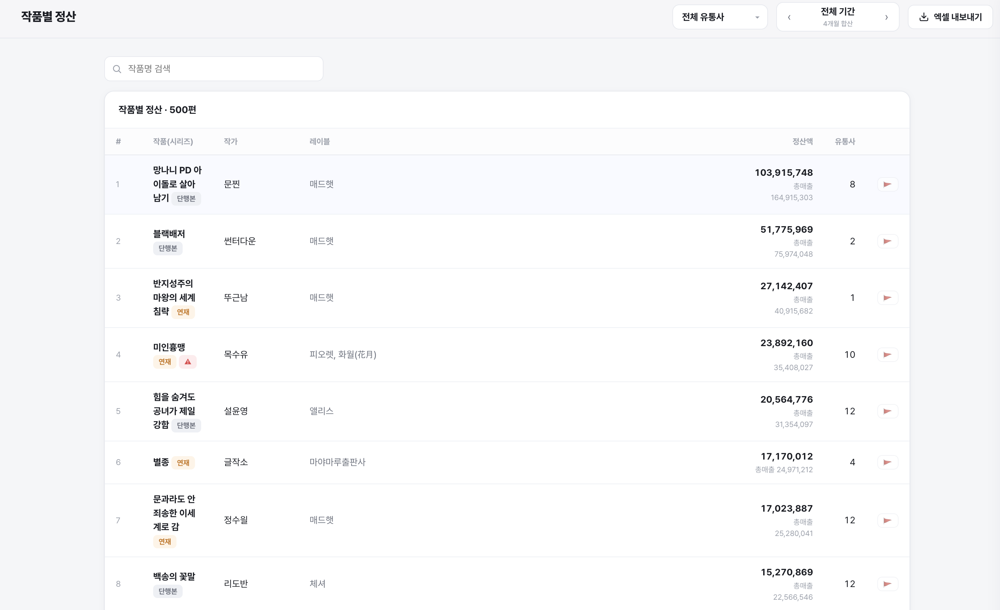 작품별 정산
전체 유통사
전체 기간
4개월 합산
엑셀 내보내기
작품명 검색
작품별 정산 · 500편
# 작품(시리즈) 작가 레이블 정산액 유통사
1
망나니 PD 아
이돌로 살아
남기 단행본
문찐
매드햇
103,915,748
총매출
164,915,303
8
2
블랙배저
단행본
썬터다운
매드햇
51,775,969
총매출
75,974,048
2
3
반지성주의
마왕의 세계
침략 연재
뚜근남
매드햇
27,142,407
총매출
40,915,682
1
4
미인흉맹
연재
목수유
피오렛, 화월(花月)
23,892,160
총매출
35,408,027
10
5
힘을 숨겨도
공녀가 제일
강함 단행본
설윤영
앨리스
20,564,776
총매출
31,354,097
12
6
별종 연재
글작소
마야마루출판사
17,170,012
총매출 24,971,212
4
7
문과라도 안
죄송한 이세
계로 감
연재
정수읠
매드햇
17,023,887
총매출
25,280,041
12
8
백송의 꽃말
단행본
리도반
체셔
15,270,869
총매출
22,566,546
12